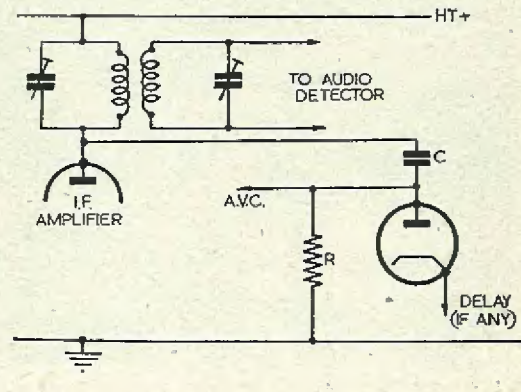 HT+
TO AUDIO
DETECTOR
C
I.F.
AMPLIFIER
A.V.C.
R
DELAY
(IF ANY)